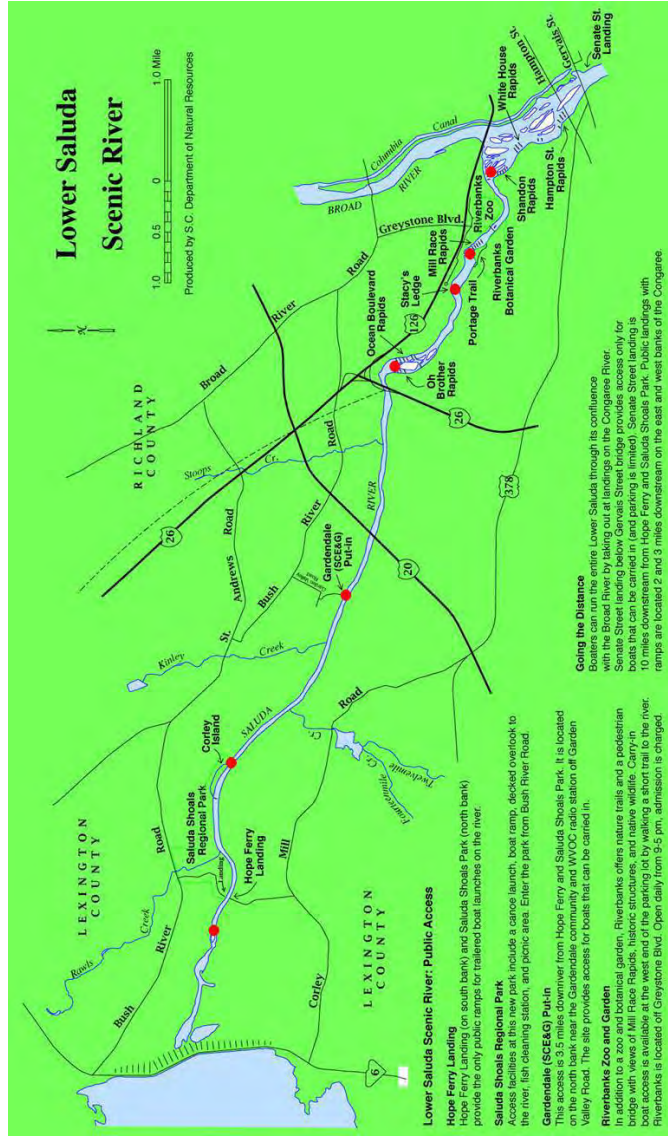 Lower Saluda
Scenic River
1.0
0.5
0
1.0 Mile
Produced by S.C. Department of Natural Resources
N
RICHLAND
COUNTY
LEXINGTON
COUNTY
LEXINGTON
COUNTY
Rawls
Creek
Bush
River
Road
Saluda Shoals
Regional Park
Landing
Hope Ferry
Landing
Corley
Island
Corley
Mill
Road
6
SALUDA
RIVER
Kinley
Creek
Fourteenmile
Cr.
Twelvemile
Cr.
St.
Andrews
Road
Bush
River
Road
Garden Valley
Road
Gardendale
(SCE&G)
Put-in
Stoops
Cr.
26
20
26
126
378
Broad
River
Road
Ocean Boulevard
Rapids
Oh
Brother
Rapids
Stacy's
Ledge
Portage Trail
Mill Race
Rapids
Riverbanks
Botanical Garden
Greystone Blvd.
Riverbanks
Zoo
Shandon
Rapids
BROAD
RIVER
Columbia
Canal
White House
Rapids
Hampton St.
Rapids
Hampton St.
Gervais St.
Senate St.
Landing
Lower Saluda Scenic River: Public Access
Hope Ferry Landing
Hope Ferry Landing (on south bank) and Saluda Shoals Park (north bank)
provide the only public ramps for trailered boat launches on the river.
Saluda Shoals Regional Park
Access facilities at this new park include a canoe launch, boat ramp, decked overlook to
the river, fish cleaning station, and picnic area. Enter the park from Bush River Road.
Gardendale (SCE&G) Put-in
This access is 3.5 miles downriver from Hope Ferry and Saluda Shoals Park. It is located
on the north bank near the Gardendale community and WVOC radio station off Garden
Valley Road. The site provides access for boats that can be carried in.
Riverbanks Zoo and Garden
In addition to a zoo and botanical garden, Riverbanks offers nature trails and a pedestrian
bridge with views of Mill Race Rapids, historic structures, and native wildlife. Carry-in
boat access is available at the west end of the parking lot by walking a short trail to the river.
Riverbanks is located off Greystone Blvd. Open daily from 9-5 pm, admission is charged.
Going the Distance
Boaters can run the entire Lower Saluda through its confluence
with the Broad River by taking out at landings on the Congaree River.
Senate Street landing below Gervais Street bridge provides access only for
boats that can be carried in (and parking is limited). Senate Street landing is
10 miles downstream from Hope Ferry and Saluda Shoals Park. Public landings with
ramps are located 2 and 3 miles downstream on the east and west banks of the Congaree.